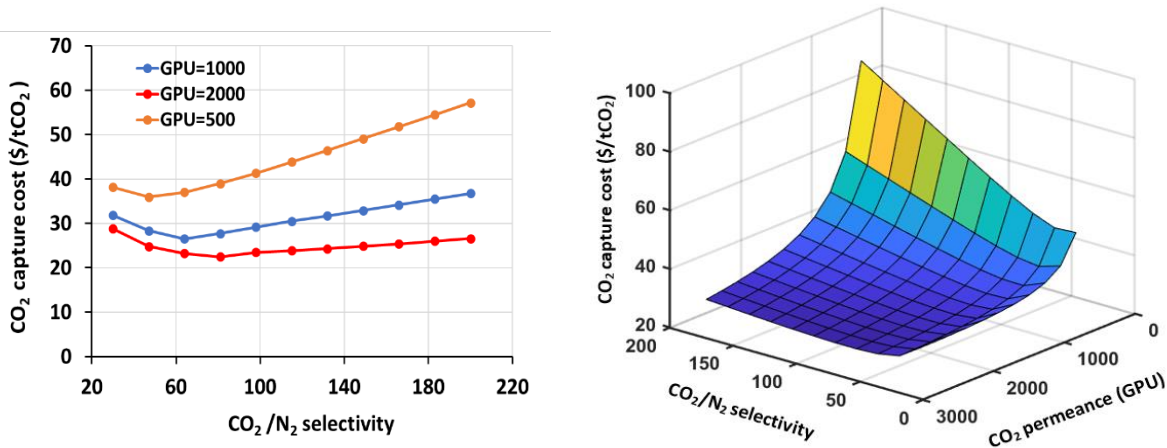 CO₂ capture cost ($/tCO₂ )
70
60
50
40
30
20
10
0
GPU=1000
GPU=2000
GPU=500
20 60 100 140 180 220
CO₂ /N₂ selectivity
CO₂ capture cost ($/tCO₂)
100
80
60
40
20
200 150 100 50 0
CO₂/N₂ selectivity
3000 2000 1000 0
CO₂ permeance (GPU)